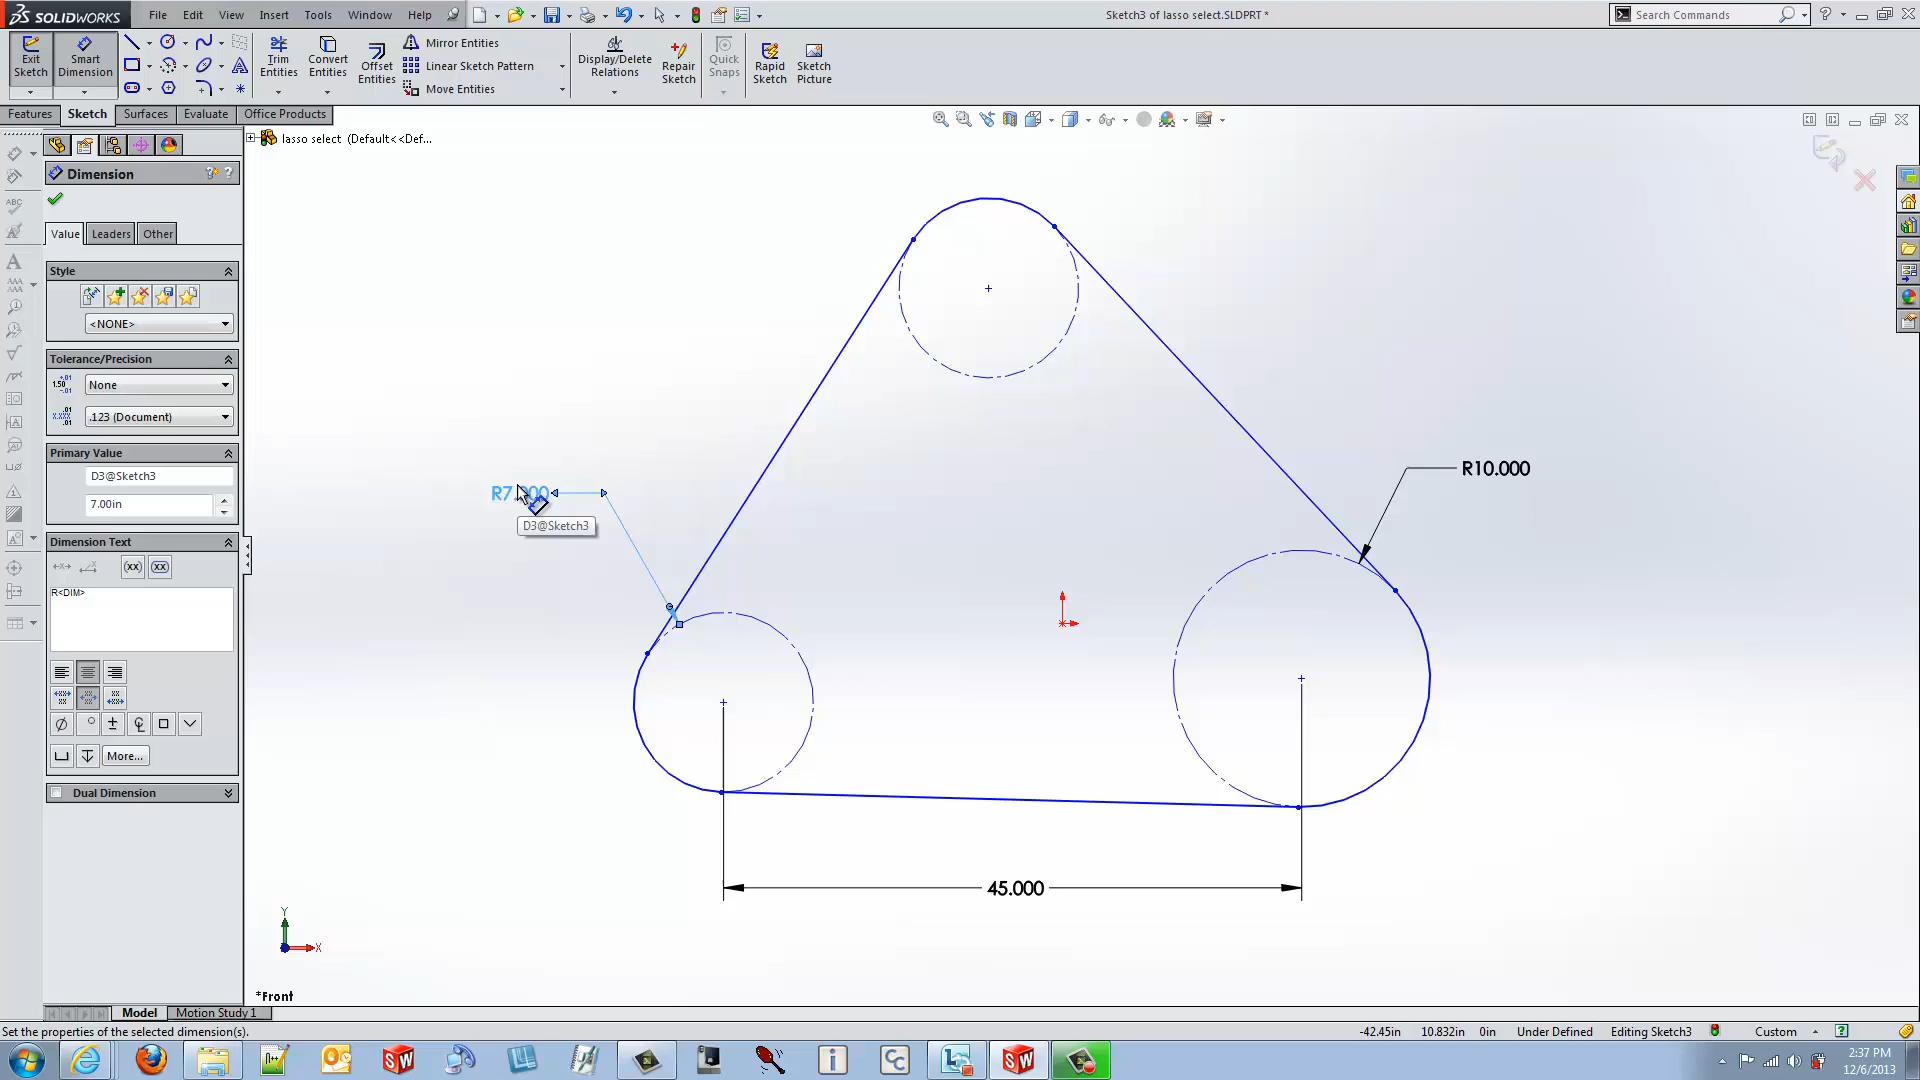 SOLIDWORKS File Edit View Insert Tools Window Help Sketch3 of lasso select.SLDPRT * Search Commands ?
Exit Sketch
Smart Dimension
Trim Entities
Convert Entities
Offset Entities
Mirror Entities
Linear Sketch Pattern
Move Entities
Display/Delete Relations
Repair Sketch
Quick Snaps
Rapid Sketch
Sketch Picture
Features Sketch Surfaces Evaluate Office Products
lasso select (Default<<Def...
Dimension
Value Leaders Other
Style
<NONE>
Tolerance/Precision
None
.123 (Document)
Primary Value
D3@Sketch3
7.00in
Dimension Text
(xx) (xx)
R<DIM>
More...
Dual Dimension
R10.000
D3@Sketch3
45.000
Y
X
*Front
Model Motion Study 1
Set the properties of the selected dimension(s). -42.45in 10.832in 0in Under Defined Editing Sketch3 Custom
2:37 PM
12/6/2013